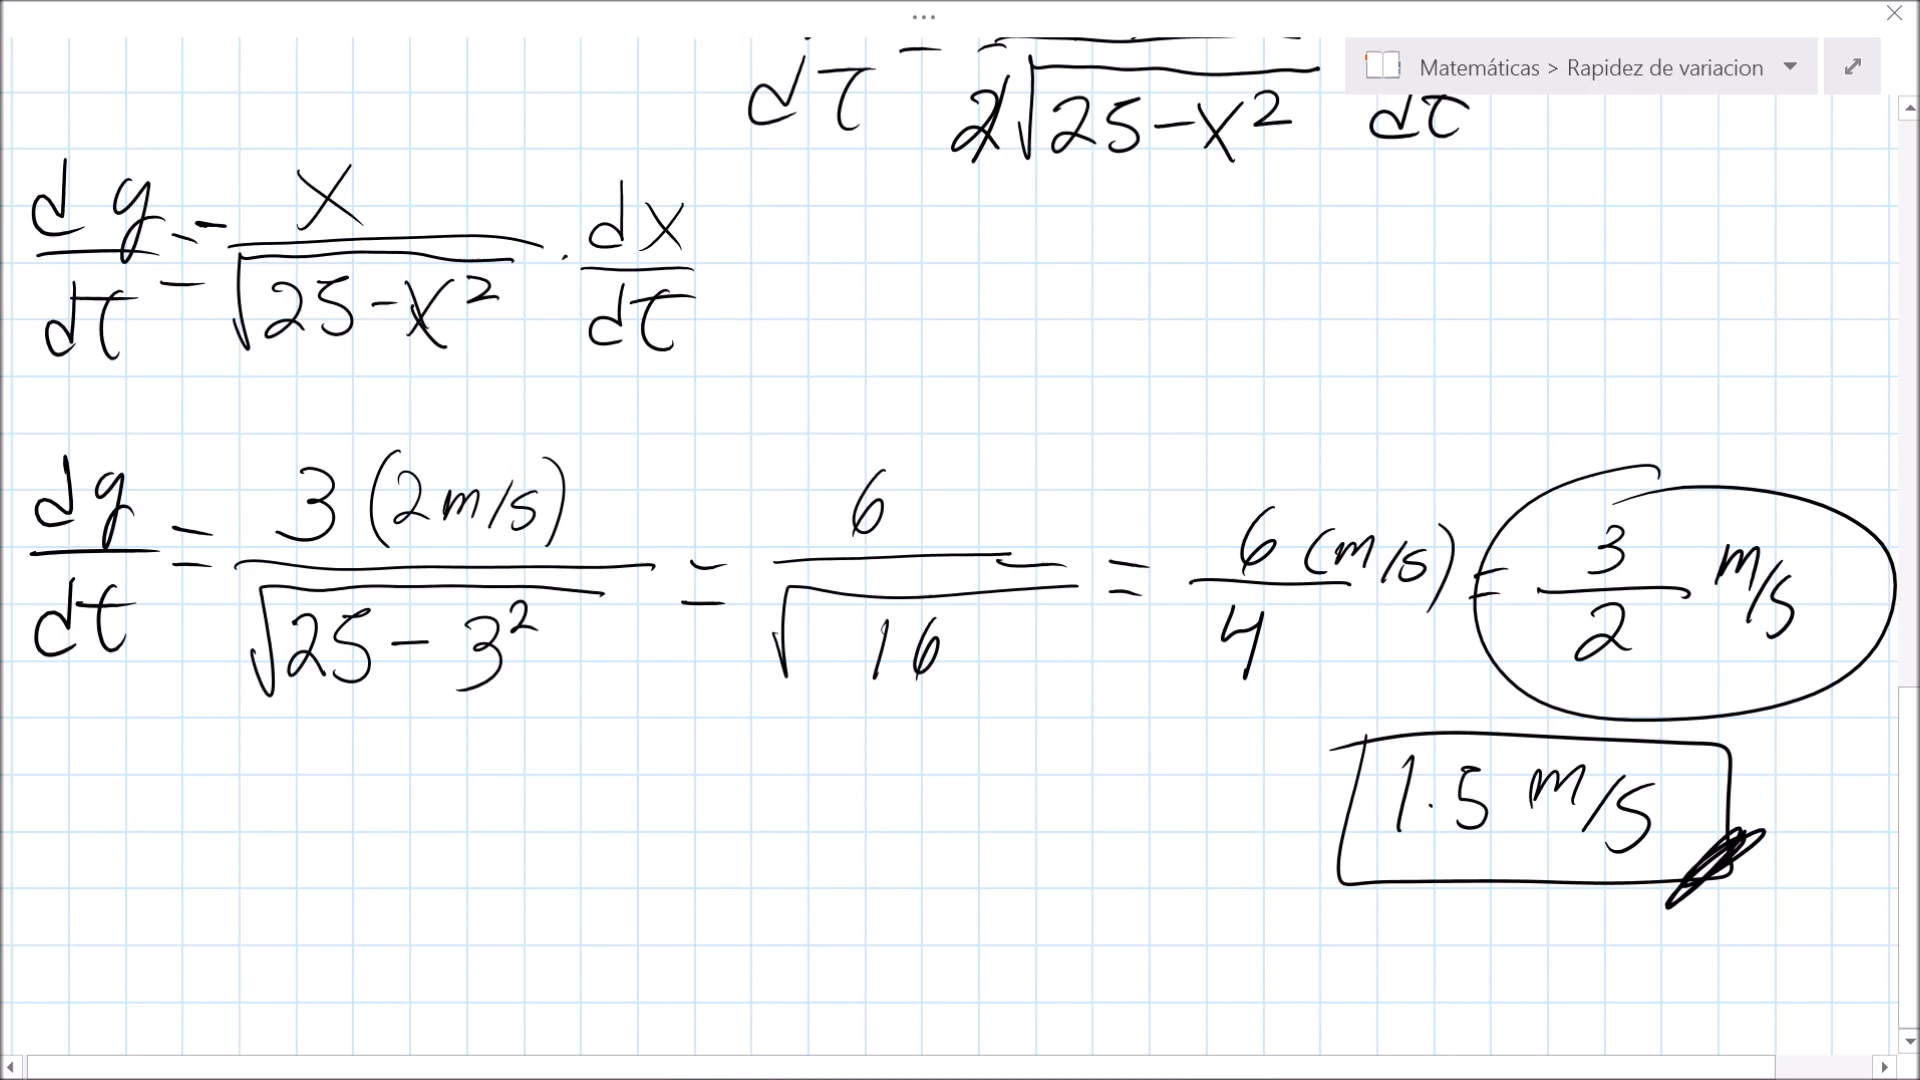 Matemáticas > Rapidez de variacion
dt = 2√25-x² dt
dy/dt = -x/√25-x² · dx/dt
dy/dt = 3(2m/s)/√25-3² = 6/√16 = 6/4 (m/s) = 3/2 m/s
1.5 m/s